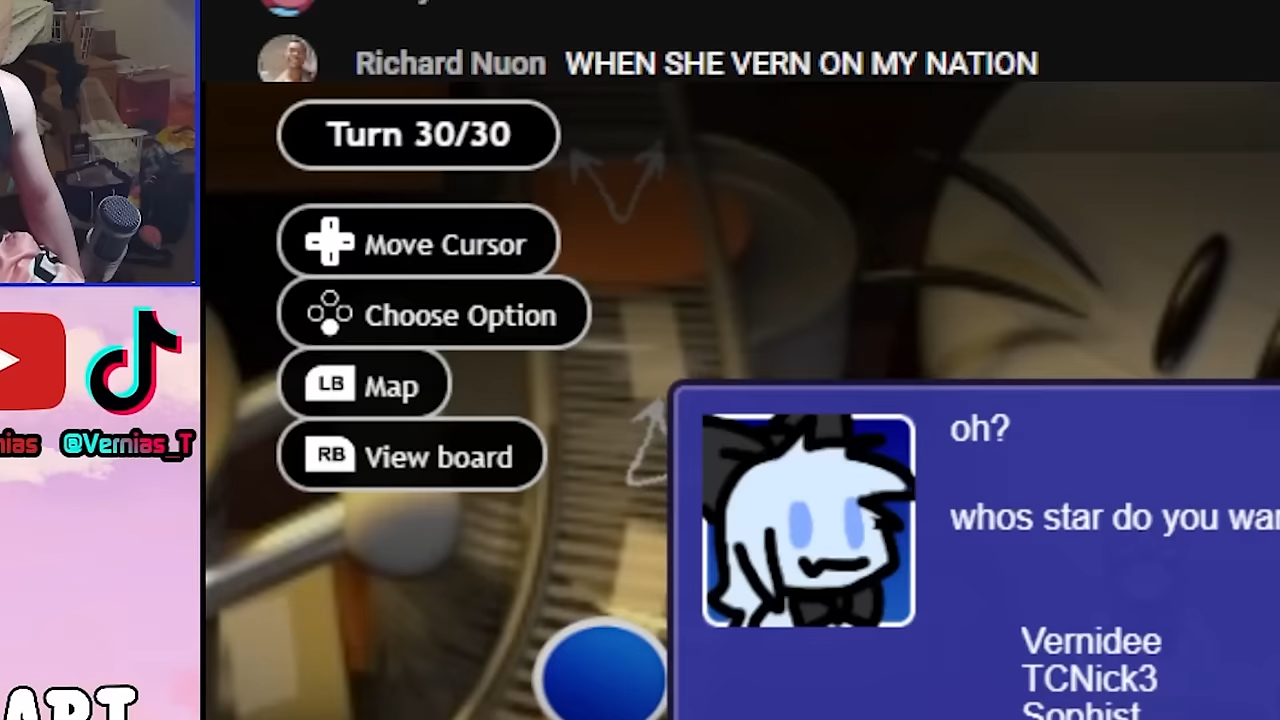 Richard Nuon WHEN SHE VERN ON MY NATION
Turn 30/30
Move Cursor
Choose Option
LB Map
RB View board
oh?
whos star do you
@Vernias_T
Vernidee
TCNick3
Sophist